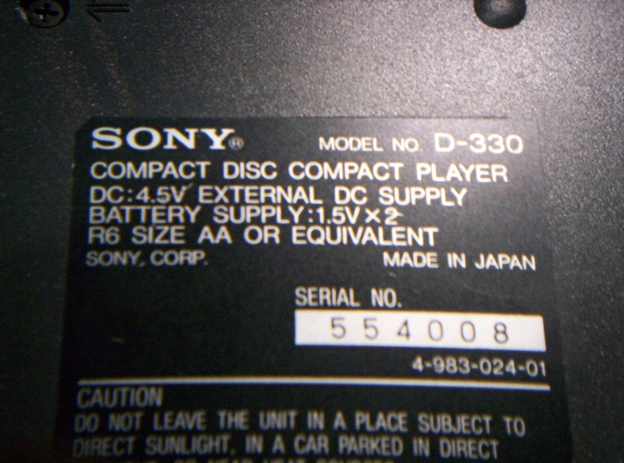 SONY® MODEL NO. D-330
COMPACT DISC COMPACT PLAYER
DC:4.5V EXTERNAL DC SUPPLY
BATTERY SUPPLY:1.5V×2
R6 SIZE AA OR EQUIVALENT
SONY, CORP. MADE IN JAPAN
SERIAL NO.
554008
4-983-024-01
CAUTION
DO NOT LEAVE THE UNIT IN A PLACE SUBJECT TO
DIRECT SUNLIGHT, IN A CAR PARKED IN DIRECT